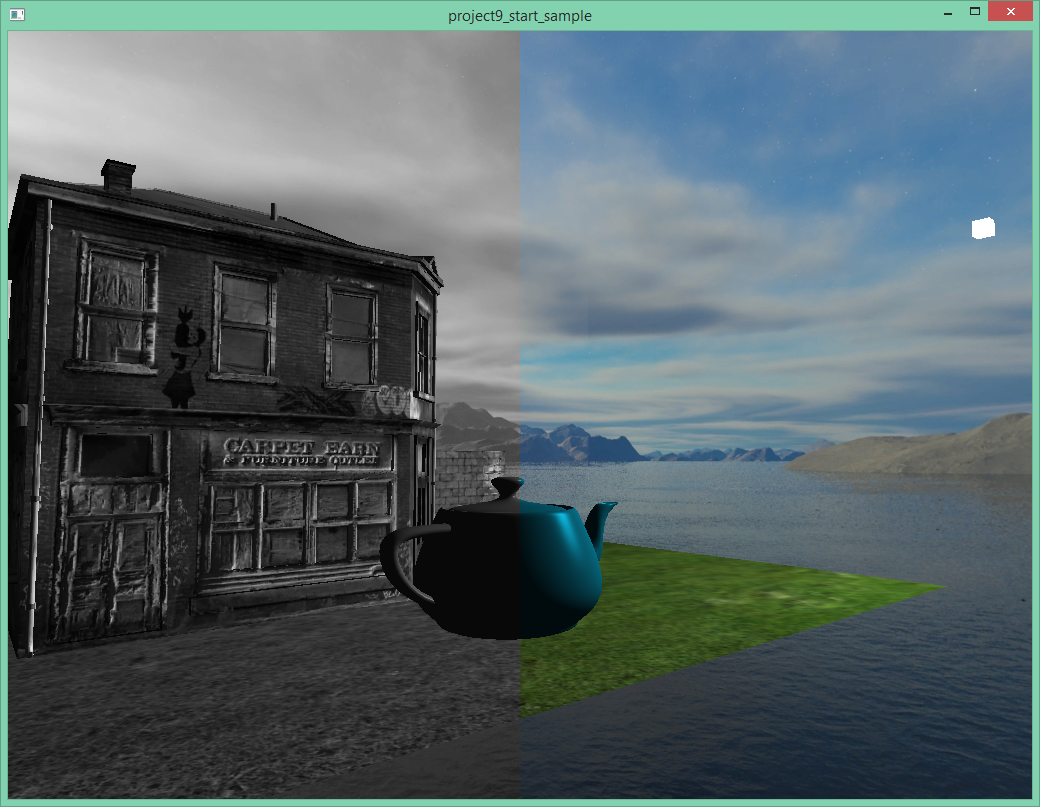 project9_start_sample
CARPET BARN
& FURNITURE OUTLET